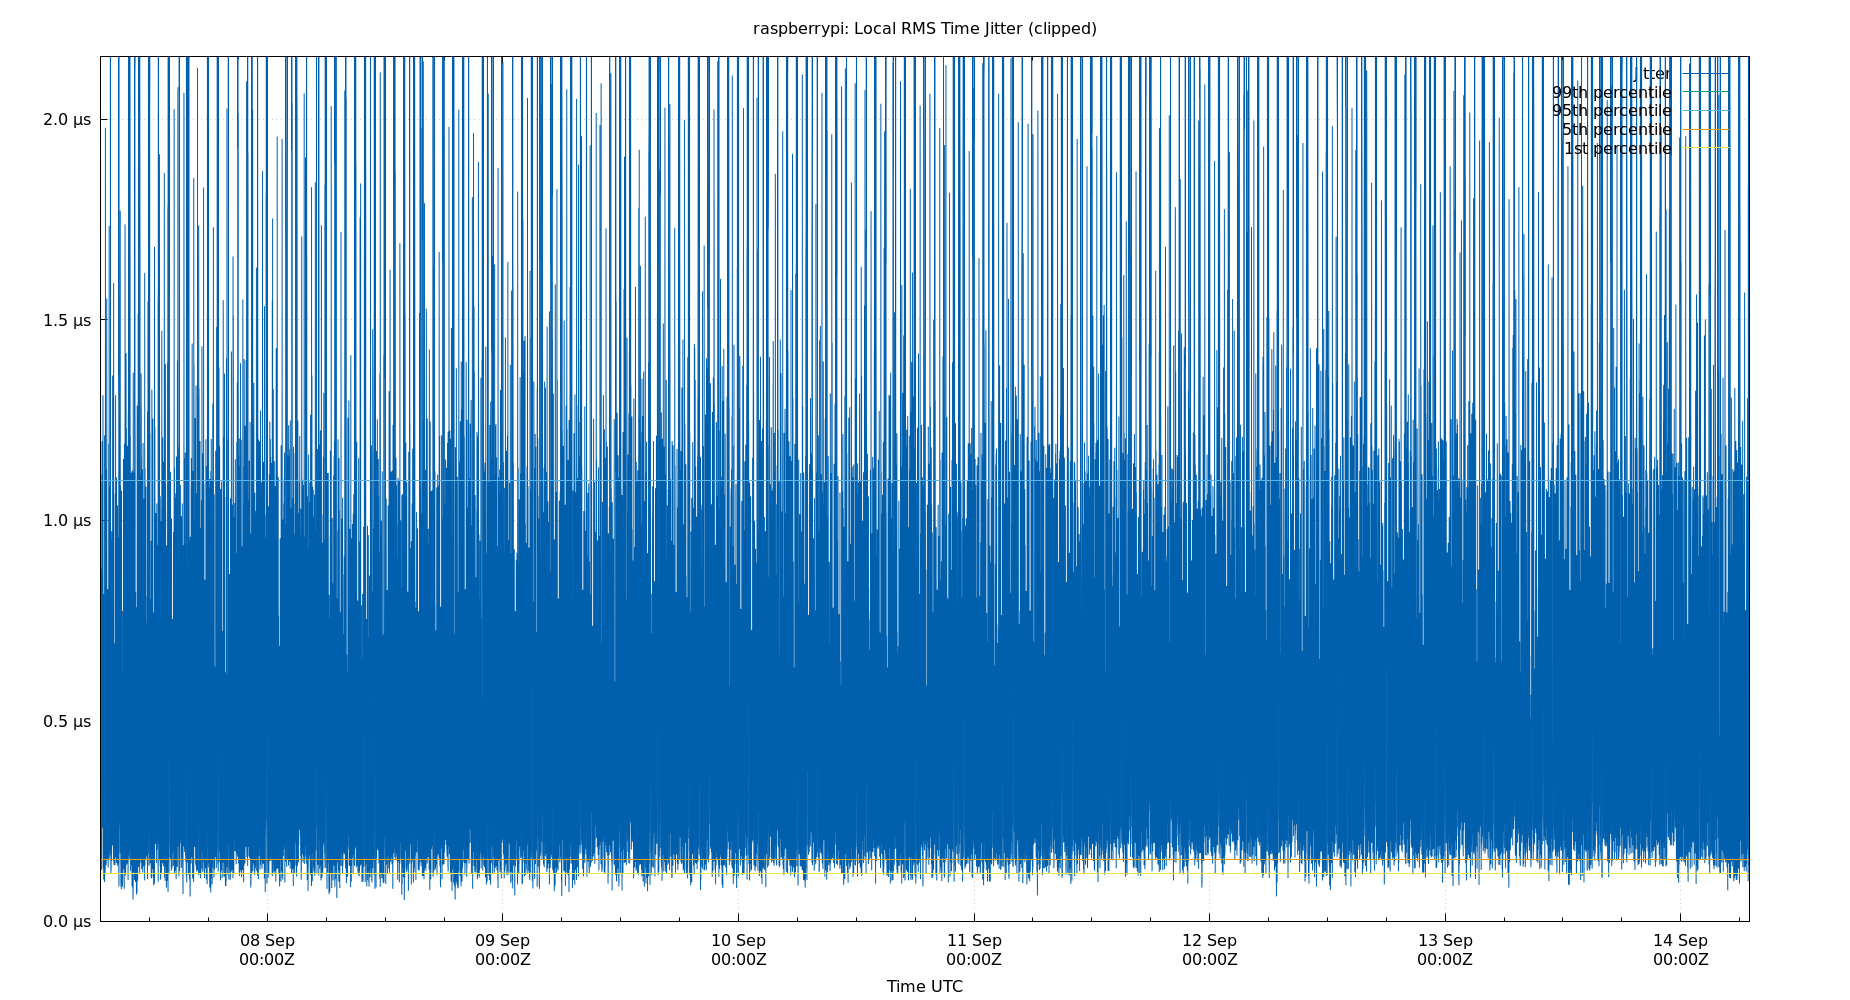 raspberrypi: Local RMS Time Jitter (clipped)
jitter
99th percentile
95th percentile
5th percentile
1st percentile
2.0 µs
1.5 µs
1.0 µs
0.5 µs
0.0 µs
08 Sep 09 Sep 10 Sep 11 Sep 12 Sep 13 Sep 14 Sep
00:00Z 00:00Z 00:00Z 00:00Z 00:00Z 00:00Z 00:00Z
Time UTC